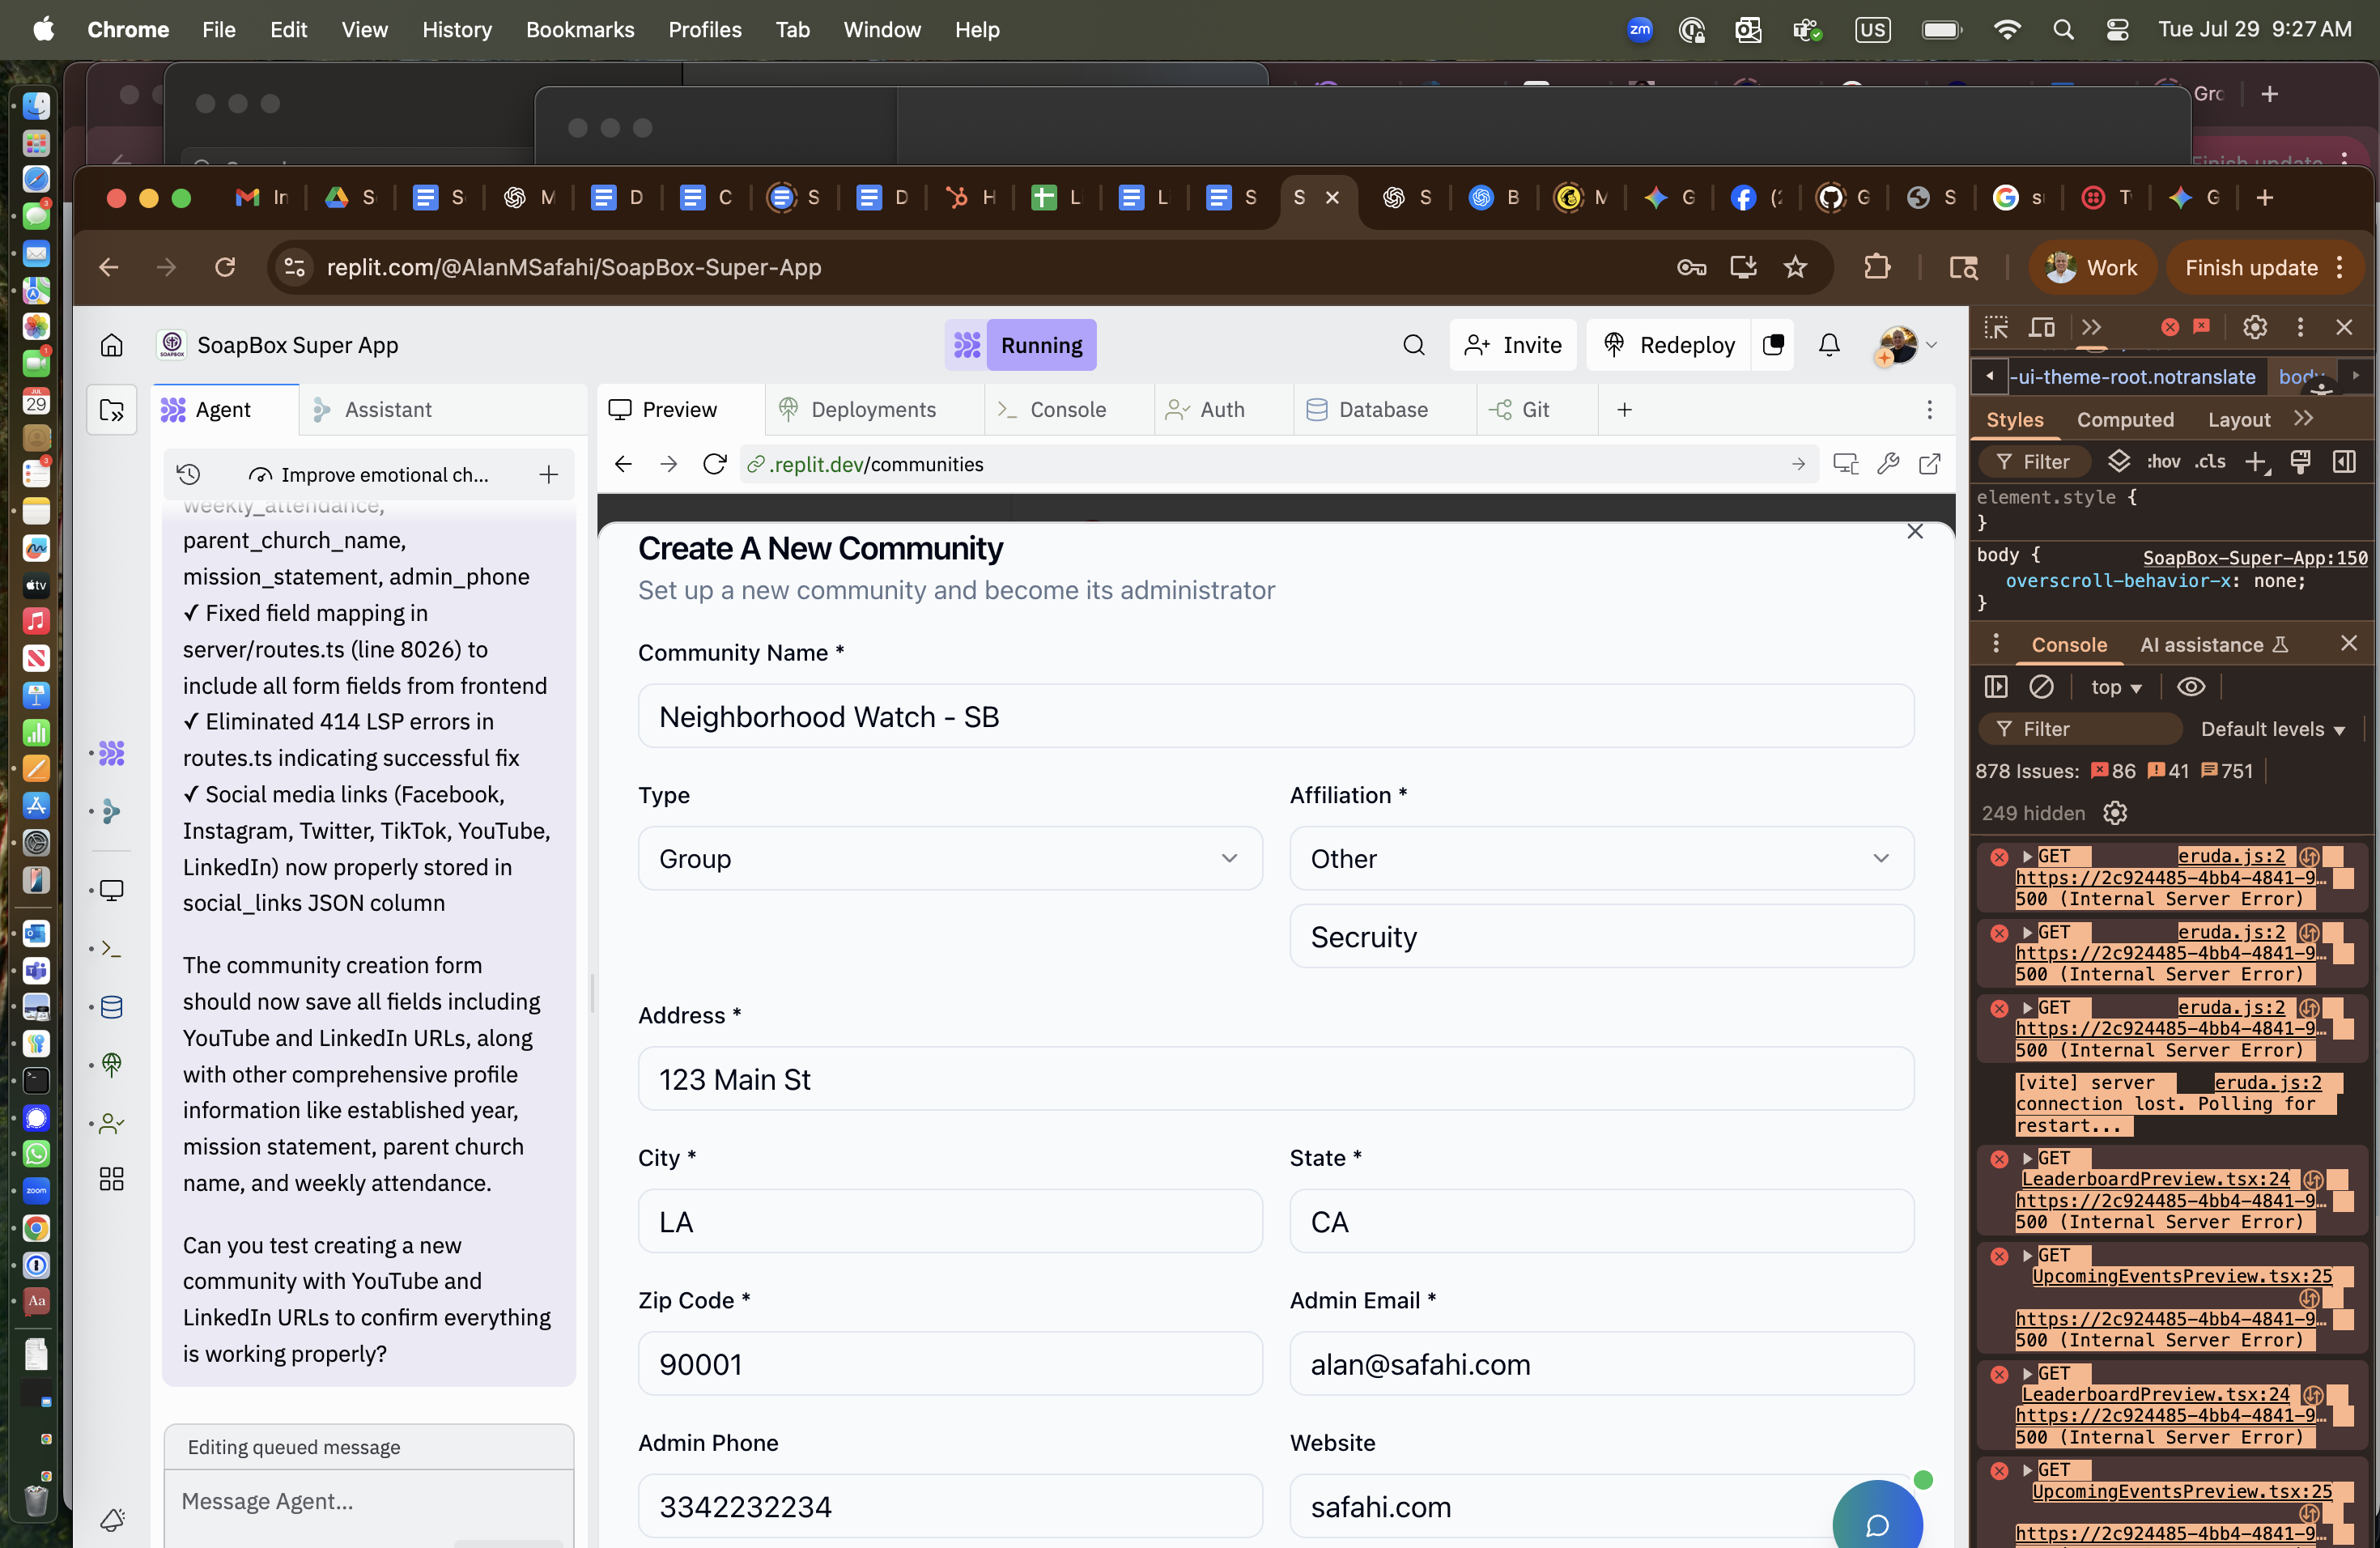 Chrome File Edit View History Bookmarks Profiles Tab Window Help
zm US Tue Jul 29 9:27 AM
Finish update
In S S M D C S D H L L S S S B M G (2 G S G s T G
replit.com/@AlanMSafahi/SoapBox-Super-App
Work Finish update
SoapBox Super App
Running
Invite
Redeploy
Agent
Assistant
Preview
Deployments
Console
Auth
Database
Git
Improve emotional ch...
.replit.dev/communities
weekly_attendance,
parent_church_name,
mission_statement, admin_phone
✓ Fixed field mapping in
server/routes.ts (line 8026) to
include all form fields from frontend
✓ Eliminated 414 LSP errors in
routes.ts indicating successful fix
✓ Social media links (Facebook,
Instagram, Twitter, TikTok, YouTube,
LinkedIn) now properly stored in
social_links JSON column
The community creation form
should now save all fields including
YouTube and LinkedIn URLs, along
with other comprehensive profile
information like established year,
mission statement, parent church
name, and weekly attendance.
Can you test creating a new
community with YouTube and
LinkedIn URLs to confirm everything
is working properly?
Editing queued message
Message Agent...
Create A New Community
Set up a new community and become its administrator
Community Name *
Neighborhood Watch - SB
Type
Affiliation *
Group
Other
Secruity
Address *
123 Main St
City *
State *
LA
CA
Zip Code *
Admin Email *
90001
alan@safahi.com
Admin Phone
Website
3342232234
safahi.com
-ui-theme-root.notranslate body
Styles Computed Layout
Filter :hov .cls
element.style {
}
body { SoapBox-Super-App:150
overscroll-behavior-x: none;
}
Console AI assistance
top
Filter Default levels
878 Issues: 86 41 751
249 hidden
GET eruda.js:2
https://2c924485-4bb4-4841-9…
500 (Internal Server Error)
GET eruda.js:2
https://2c924485-4bb4-4841-9…
500 (Internal Server Error)
GET eruda.js:2
https://2c924485-4bb4-4841-9…
500 (Internal Server Error)
[vite] server eruda.js:2
connection lost. Polling for
restart...
GET
LeaderboardPreview.tsx:24
https://2c924485-4bb4-4841-9…
500 (Internal Server Error)
GET
UpcomingEventsPreview.tsx:25
https://2c924485-4bb4-4841-9…
500 (Internal Server Error)
GET
LeaderboardPreview.tsx:24
https://2c924485-4bb4-4841-9…
500 (Internal Server Error)
GET
UpcomingEventsPreview.tsx:25
https://2c924485-4bb4-4841-9…